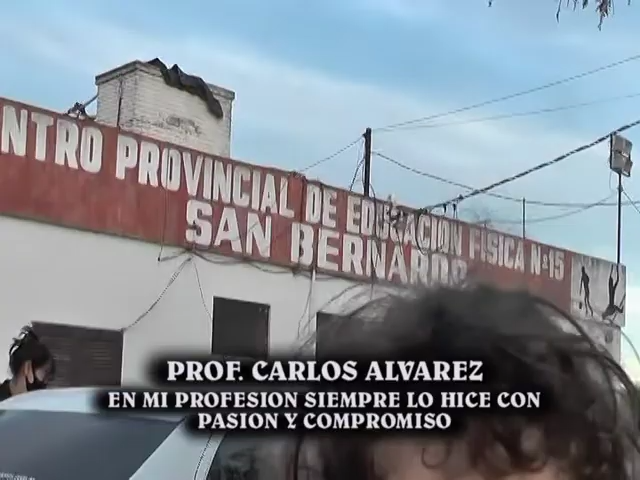 NTRO PROVINCIAL DE EDUCACION FISICA Nº15
SAN BERNARDO
PROF. CARLOS ALVAREZ
EN MI PROFESION SIEMPRE LO HICE CON
PASION Y COMPROMISO